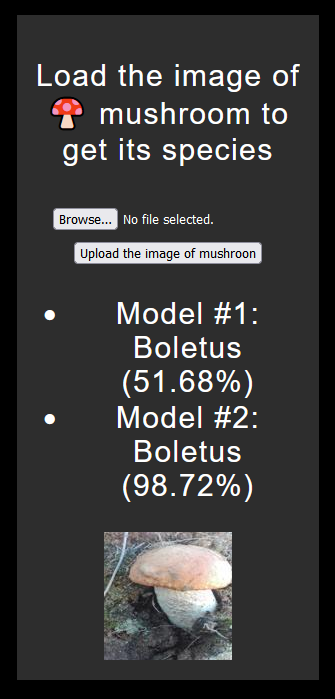 Load the image of
🍄 mushroom to
get its species
Browse... No file selected.
Upload the image of mushroon
• Model #1:
Boletus
(51.68%)
• Model #2:
Boletus
(98.72%)